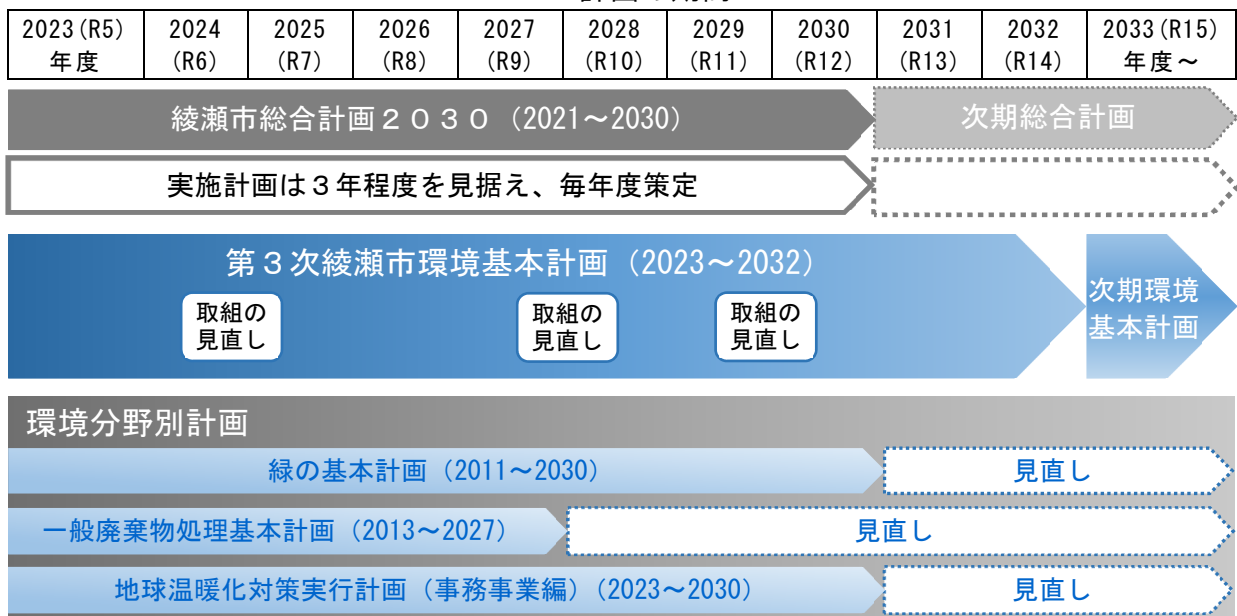 2023(R5) 2024 2025 2026 2027 2028 2029 2030 2031 2032 2033(R15)
年度 (R6) (R7) (R8) (R9) (R10) (R11) (R12) (R13) (R14) 年度～
綾瀬市総合計画２０３０（2021～2030） 次期総合計画
実施計画は３年程度を見据え、毎年度策定
第３次綾瀬市環境基本計画（2023～2032）
取組の 取組の 取組の
見直し 見直し 見直し
次期環境
基本計画
環境分野別計画
緑の基本計画（2011～2030） 見直し
一般廃棄物処理基本計画（2013～2027） 見直し
地球温暖化対策実行計画（事務事業編）（2023～2030） 見直し